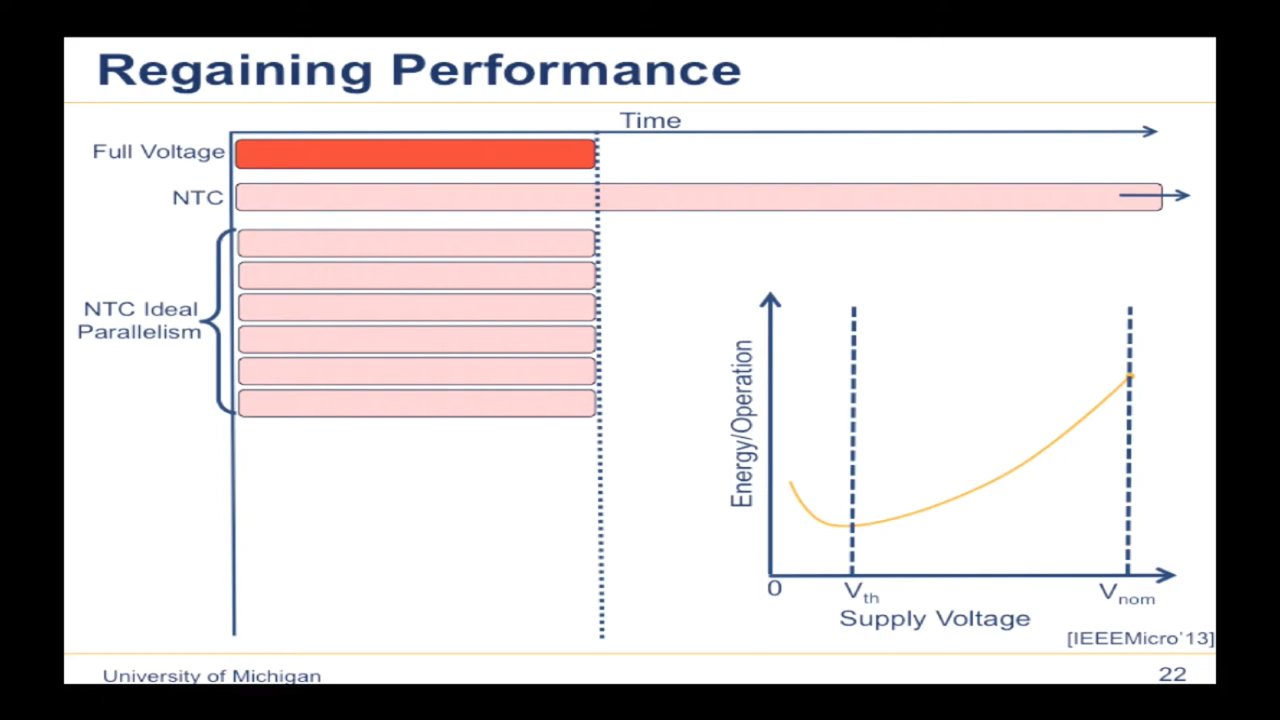 Regaining Performance
Time
Full Voltage
NTC
NTC Ideal
Parallelism
Energy/Operation
0
Vth
Vnom
Supply Voltage
[IEEEMicro'13]
University of Michigan
22